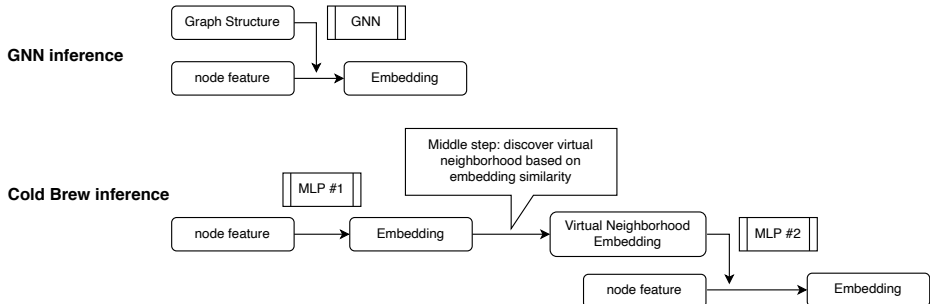 Graph Structure
GNN
GNN inference
node feature
Embedding
Middle step: discover virtual
neighborhood based on
embedding similarity
MLP #1
Cold Brew inference
node feature
Embedding
Virtual Neighborhood
Embedding
MLP #2
node feature
Embedding